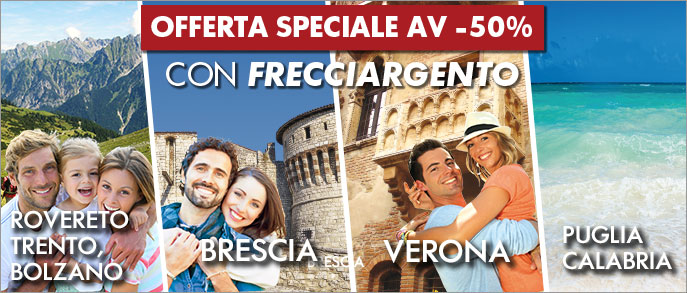 OFFERTA SPECIALE AV -50%
CON FRECCIARGENTO
ROVERETO
TRENTO,
BOLZANO
BRESCIA
VERONA
PUGLIA
CALABRIA